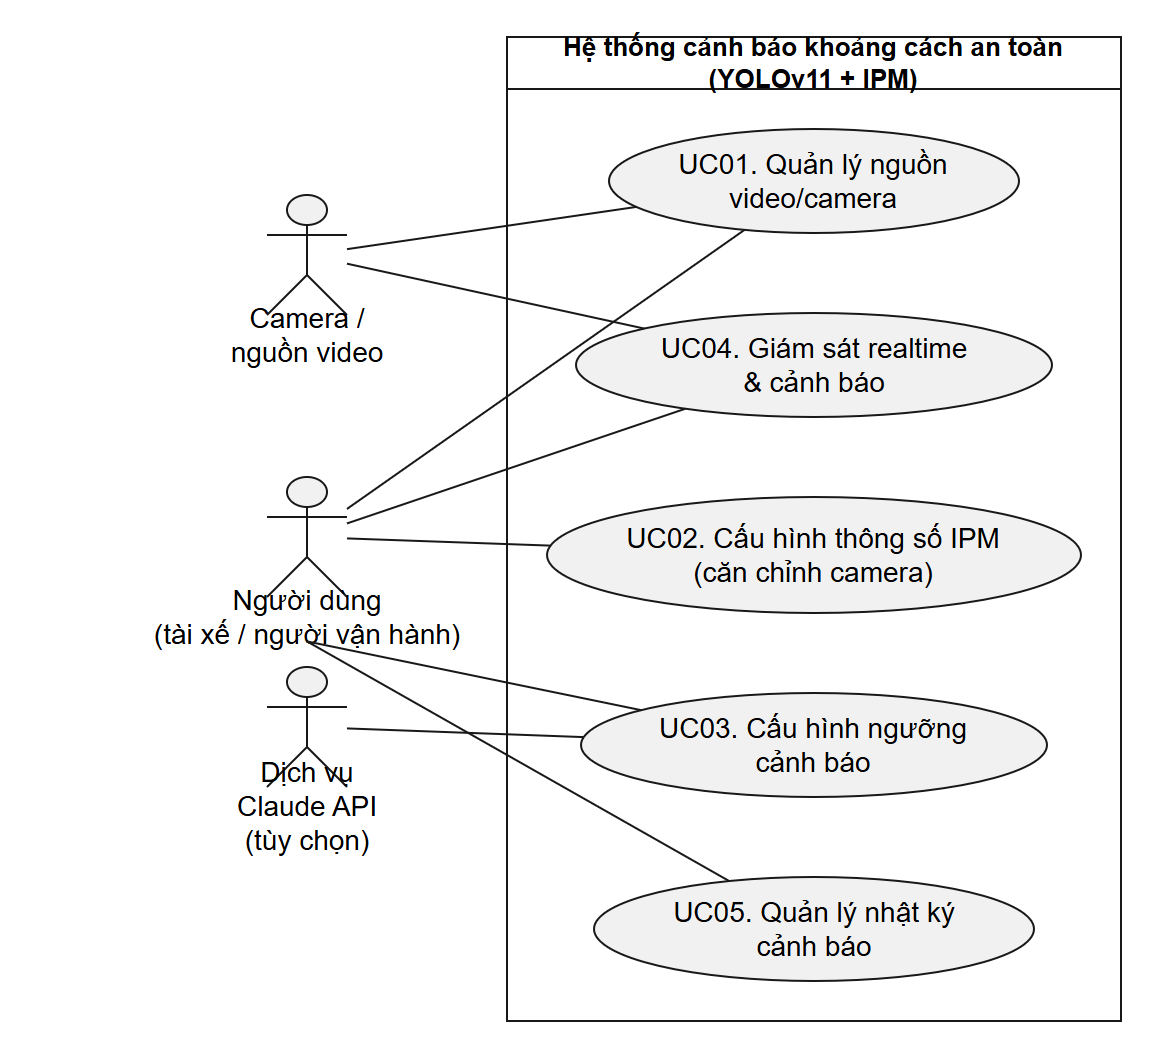 Hệ thống cảnh báo khoảng cách an toàn
(YOLOv11 + IPM)
UC01. Quản lý nguồn
video/camera
Camera /
nguồn video
UC04. Giám sát realtime
& cảnh báo
UC02. Cấu hình thông số IPM
(căn chỉnh camera)
Người dùng
(tài xế / người vận hành)
UC03. Cấu hình ngưỡng
cảnh báo
Dịch vụ
Claude API
(tùy chọn)
UC05. Quản lý nhật ký
cảnh báo